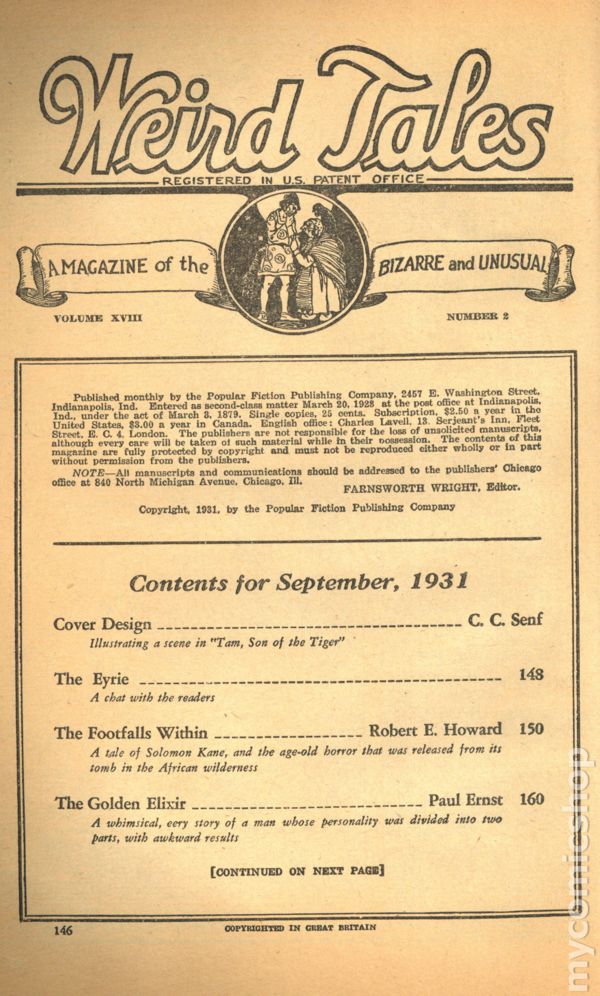 Weird Tales
REGISTERED IN U.S. PATENT OFFICE
A MAGAZINE of the BIZARRE and UNUSUAL
VOLUME XVIII NUMBER 2
Published monthly by the Popular Fiction Publishing Company, 2457 E. Washington Street,
Indianapolis, Ind. Entered as second-class matter March 20, 1923 at the post office at Indianapolis,
Ind., under the act of March 3, 1879. Single copies, 25 cents. Subscription, $2.50 a year in the
United States, $3.00 a year in Canada. English office: Charles Lavell, 13, Serjeant's Inn, Fleet
Street, E. C. 4, London. The publishers are not responsible for the loss of unsolicited manuscripts,
although every care will be taken of such material while in their possession. The contents of this
magazine are fully protected by copyright and must not be reproduced either wholly or in part
without permission from the publishers.
NOTE—All manuscripts and communications should be addressed to the publishers' Chicago
office at 840 North Michigan Avenue, Chicago, Ill.
FARNSWORTH WRIGHT, Editor.
Copyright, 1931, by the Popular Fiction Publishing Company
Contents for September, 1931
Cover Design C. C. Senf
Illustrating a scene in "Tam, Son of the Tiger"
The Eyrie 148
A chat with the readers
The Footfalls Within Robert E. Howard 150
A tale of Solomon Kane, and the age-old horror that was released from its
tomb in the African wilderness
The Golden Elixir Paul Ernst 160
A whimsical, eery story of a man whose personality was divided into two
parts, with awkward results
[CONTINUED ON NEXT PAGE]
146 COPYRIGHTED IN GREAT BRITAIN
mycomicshop